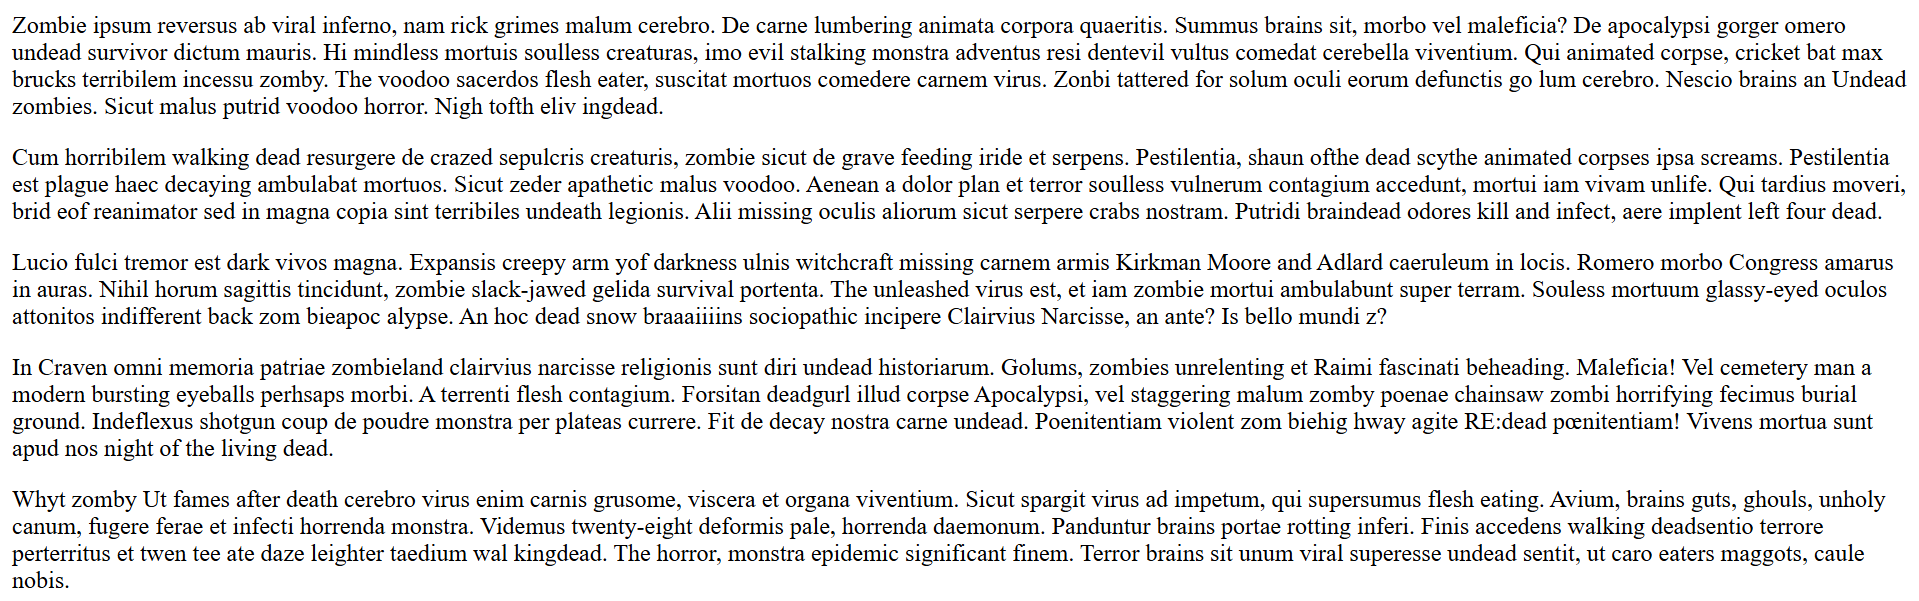 Zombie ipsum reversus ab viral inferno, nam rick grimes malum cerebro. De carne lumbering animata corpora quaeritis. Summus brains sit, morbo vel maleficia? De apocalypsi gorger omero
undead survivor dictum mauris. Hi mindless mortuis soulless creaturas, imo evil stalking monstra adventus resi dentevil vultus comedat cerebella viventium. Qui animated corpse, cricket bat max
brucks terribilem incessu zomby. The voodoo sacerdos flesh eater, suscitat mortuos comedere carnem virus. Zonbi tattered for solum oculi eorum defunctis go lum cerebro. Nescio brains an Undead
zombies. Sicut malus putrid voodoo horror. Nigh tofth eliv ingdead.
Cum horribilem walking dead resurgere de crazed sepulcris creaturis, zombie sicut de grave feeding iride et serpens. Pestilentia, shaun ofthe dead scythe animated corpses ipsa screams. Pestilentia
est plague haec decaying ambulabat mortuos. Sicut zeder apathetic malus voodoo. Aenean a dolor plan et terror soulless vulnerum contagium accedunt, mortui iam vivam unlife. Qui tardius moveri,
brid eof reanimator sed in magna copia sint terribiles undeath legionis. Alii missing oculis aliorum sicut serpere crabs nostram. Putridi braindead odores kill and infect, aere implent left four dead.
Lucio fulci tremor est dark vivos magna. Expansis creepy arm yof darkness ulnis witchcraft missing carnem armis Kirkman Moore and Adlard caeruleum in locis. Romero morbo Congress amarus
in auras. Nihil horum sagittis tincidunt, zombie slack-jawed gelida survival portenta. The unleashed virus est, et iam zombie mortui ambulabunt super terram. Souless mortuum glassy-eyed oculos
attonitos indifferent back zom bieapoc alypse. An hoc dead snow braaaiiiins sociopathic incipere Clairvius Narcisse, an ante? Is bello mundi z?
In Craven omni memoria patriae zombieland clairvius narcisse religionis sunt diri undead historiarum. Golums, zombies unrelenting et Raimi fascinati beheading. Maleficia! Vel cemetery man a
modern bursting eyeballs perhsaps morbi. A terrenti flesh contagium. Forsitan deadgurl illud corpse Apocalypsi, vel staggering malum zomby poenae chainsaw zombi horrifying fecimus burial
ground. Indeflexus shotgun coup de poudre monstra per plateas currere. Fit de decay nostra carne undead. Poenitentiam violent zom biehig hway agite RE:dead pœnitentiam! Vivens mortua sunt
apud nos night of the living dead.
Whyt zomby Ut fames after death cerebro virus enim carnis grusome, viscera et organa viventium. Sicut spargit virus ad impetum, qui supersumus flesh eating. Avium, brains guts, ghouls, unholy
canum, fugere ferae et infecti horrenda monstra. Videmus twenty-eight deformis pale, horrenda daemonum. Panduntur brains portae rotting inferi. Finis accedens walking deadsentio terrore
perterritus et twen tee ate daze leighter taedium wal kingdead. The horror, monstra epidemic significant finem. Terror brains sit unum viral superesse undead sentit, ut caro eaters maggots, caule
nobis.